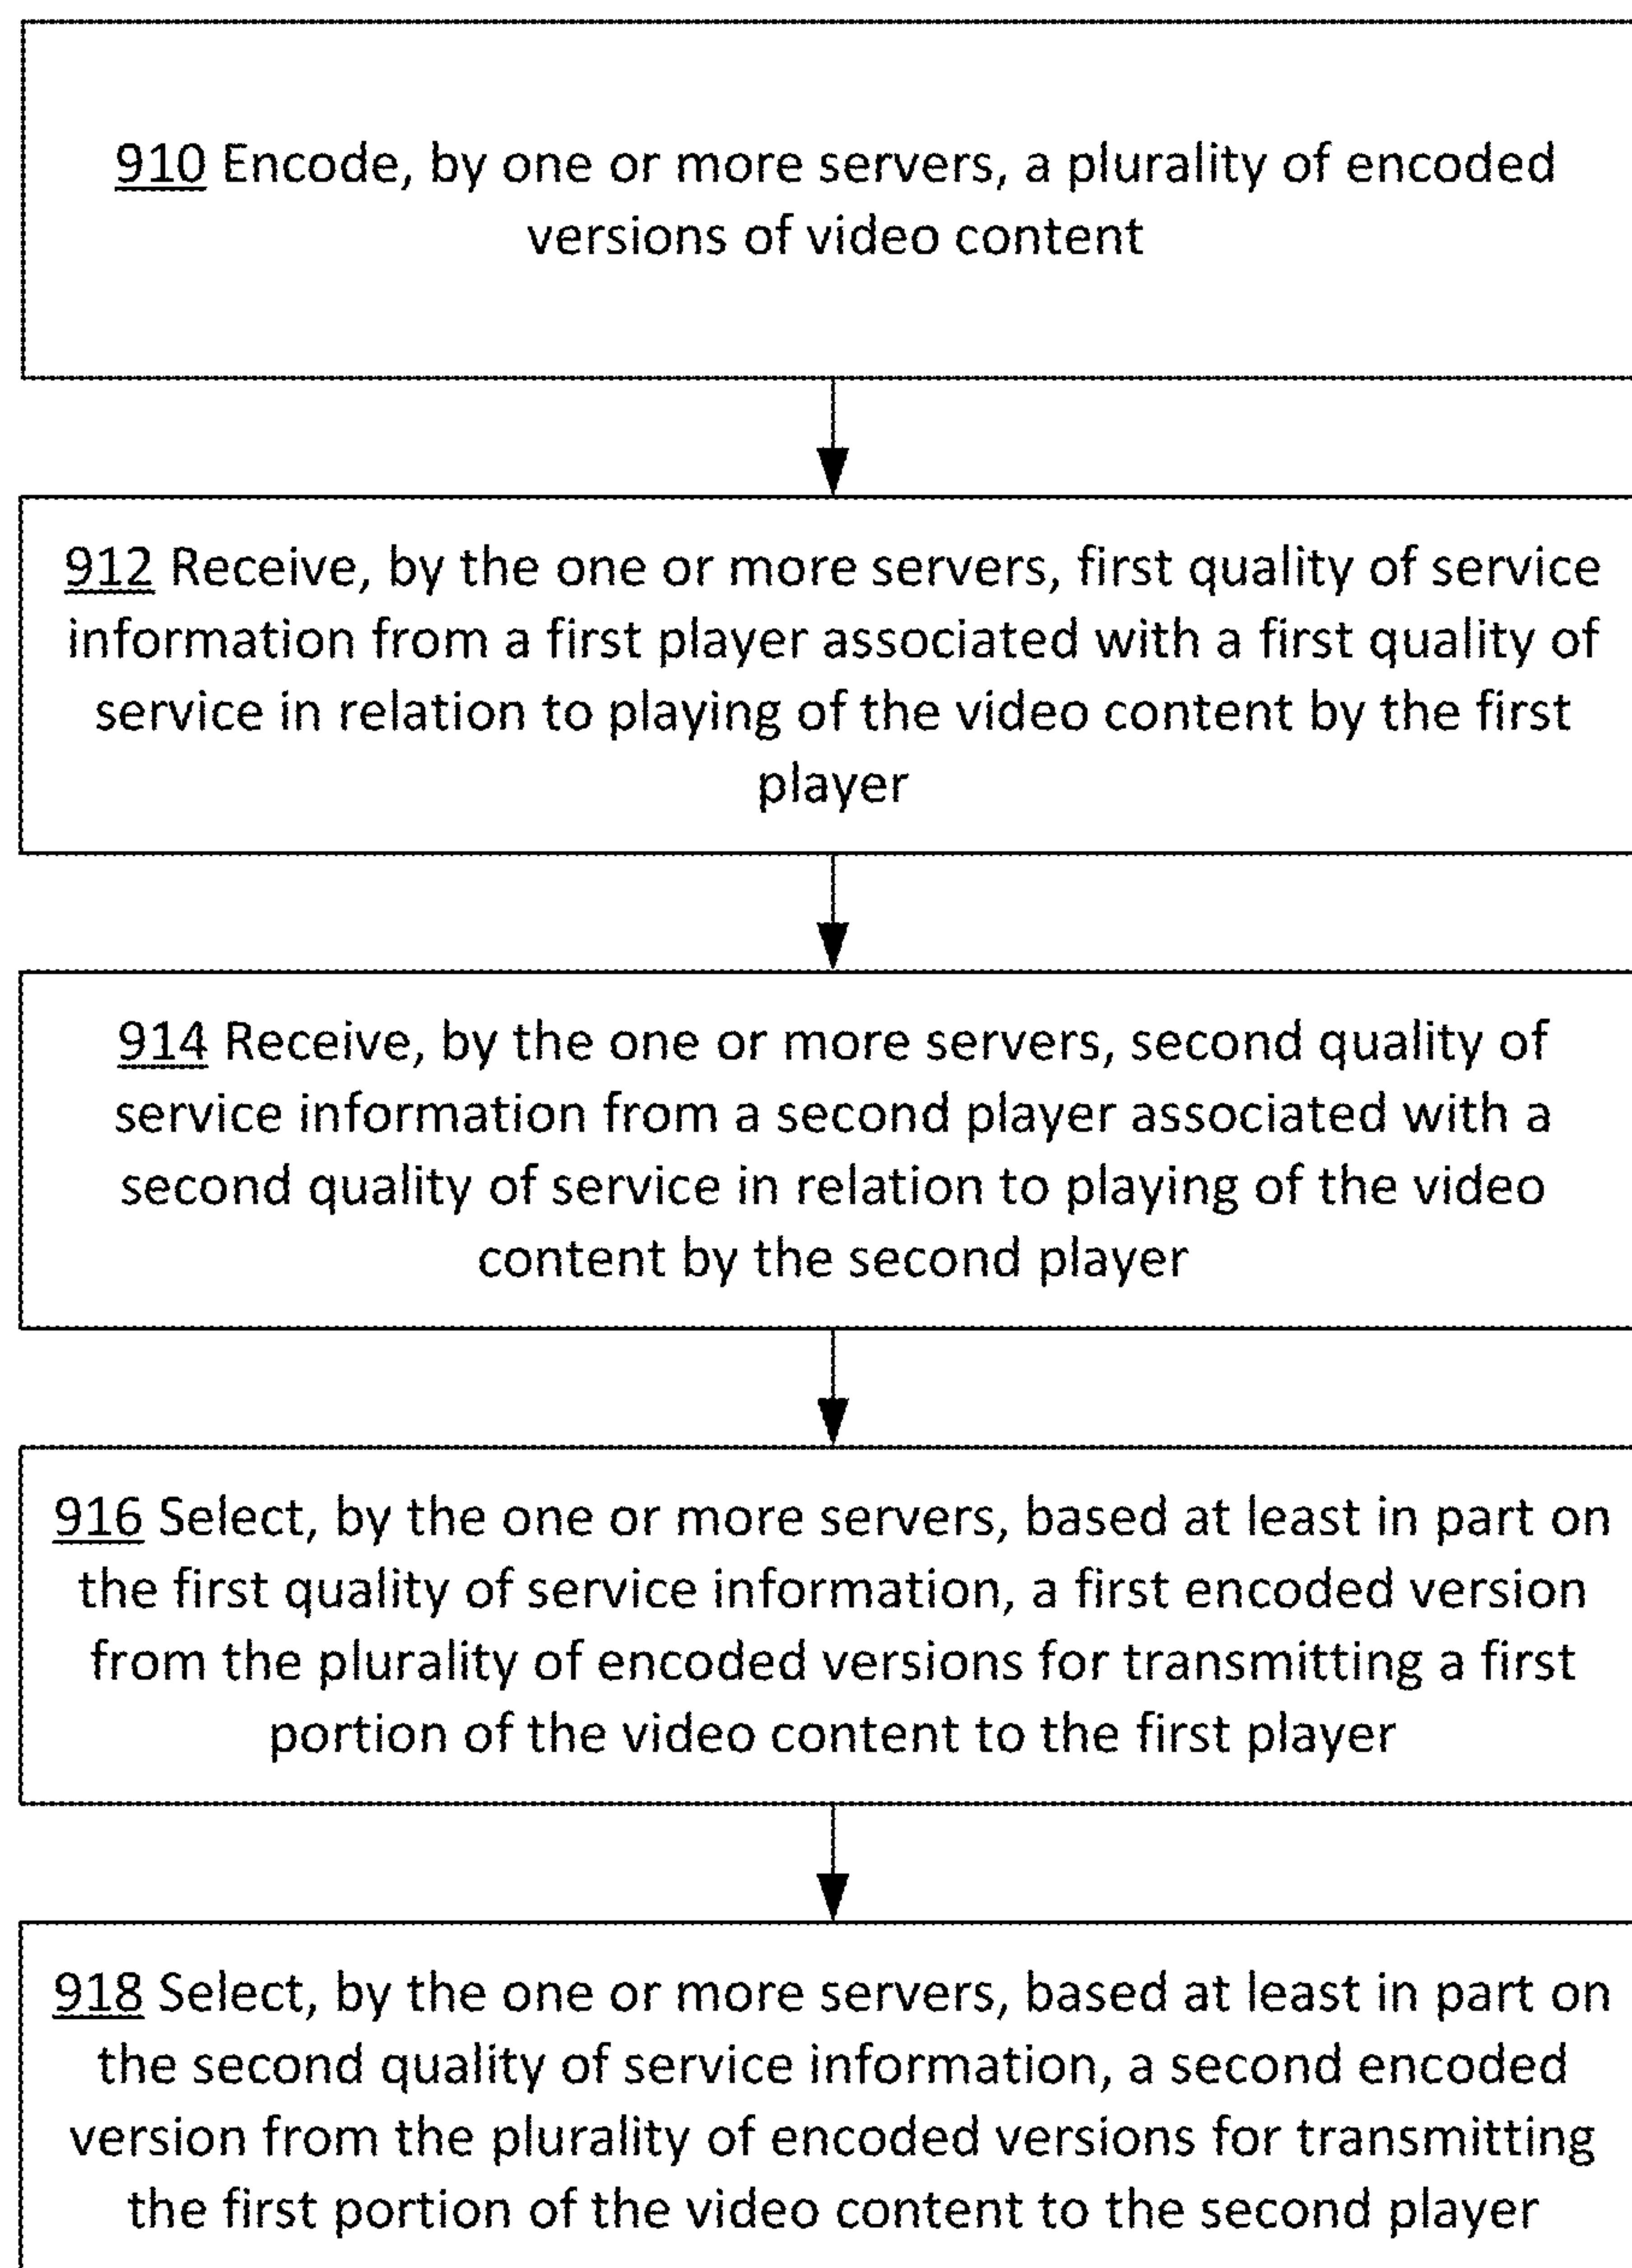 910 Encode, by one or more servers, a plurality of encoded
versions of video content
912 Receive, by the one or more servers, first quality of service
information from a first player associated with a first quality of
service in relation to playing of the video content by the first
player
914 Receive, by the one or more servers, second quality of
service information from a second player associated with a
second quality of service in relation to playing of the video
content by the second player
916 Select, by the one or more servers, based at least in part on
the first quality of service information, a first encoded version
from the plurality of encoded versions for transmitting a first
portion of the video content to the first player
918 Select, by the one or more servers, based at least in part on
the second quality of service information, a second encoded
version from the plurality of encoded versions for transmitting
the first portion of the video content to the second player